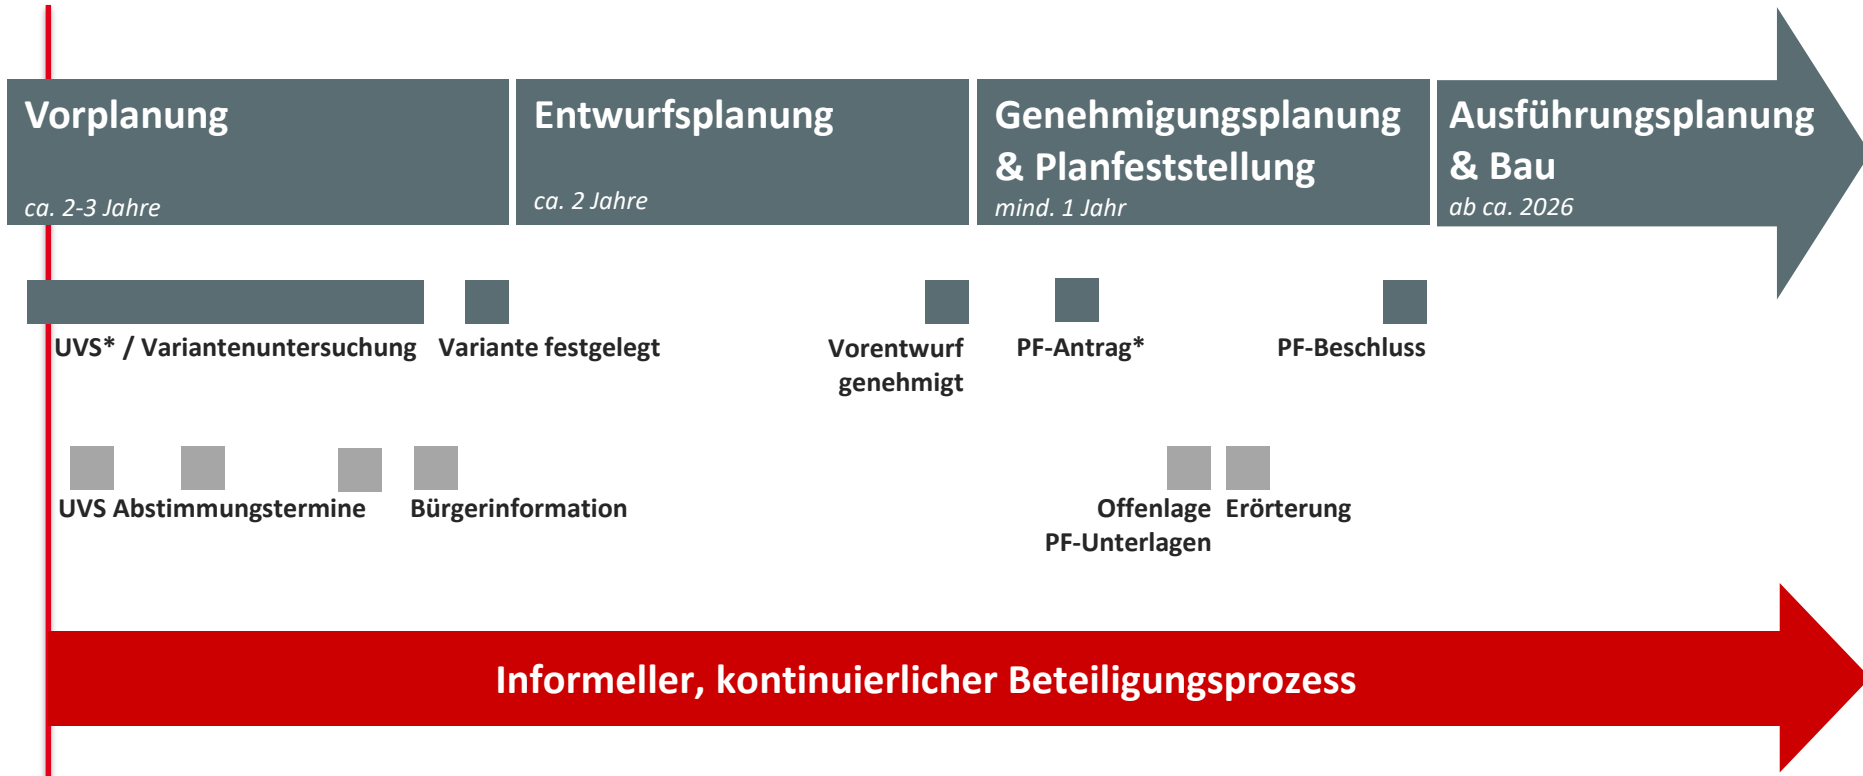 Vorplanung
ca. 2-3 Jahre
Entwurfsplanung
ca. 2 Jahre
Genehmigungsplanung
& Planfeststellung
mind. 1 Jahr
Ausführungsplanung
& Bau
ab ca. 2026
UVS* / Variantenuntersuchung
Variante festgelegt
Vorentwurf
genehmigt
PF-Antrag*
PF-Beschluss
UVS Abstimmungstermine
Bürgerinformation
Offenlage
PF-Unterlagen
Erörterung
Informeller, kontinuierlicher Beteiligungsprozess